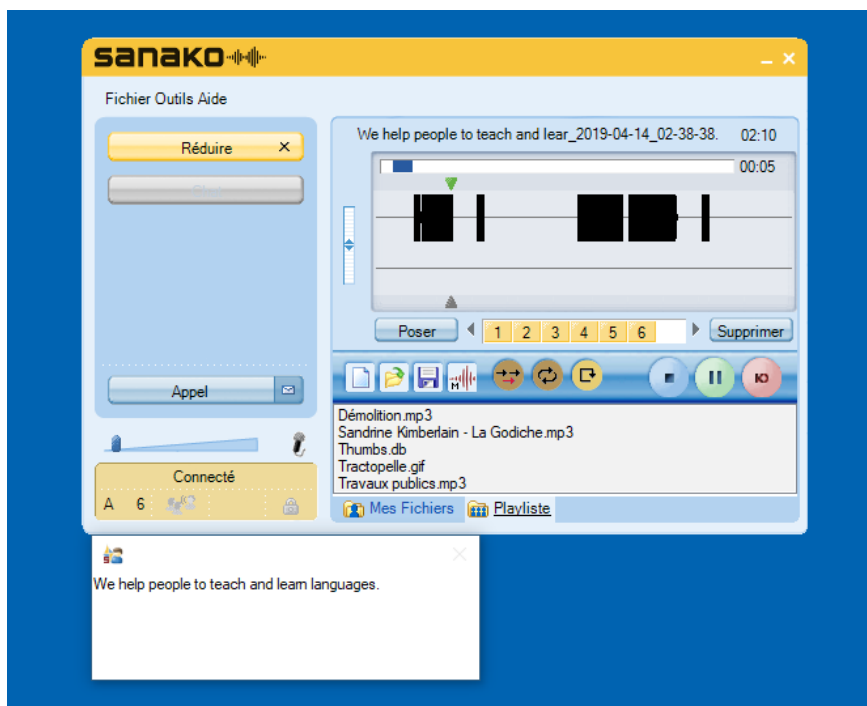 sanako
Fichier Outils Aide
Réduire
We help people to teach and lear_2019-04-14_02-38-38. 02:10
00:05
Poser 1 2 3 4 5 6 Supprimer
M
Appel
Démolition.mp3
Sandrine Kimberlain - La Godiche.mp3
Thumbs.db
Tractopelle.gif
Travaux publics.mp3
Connecté
A 6
Mes Fichiers Playliste
We help people to teach and learn languages.